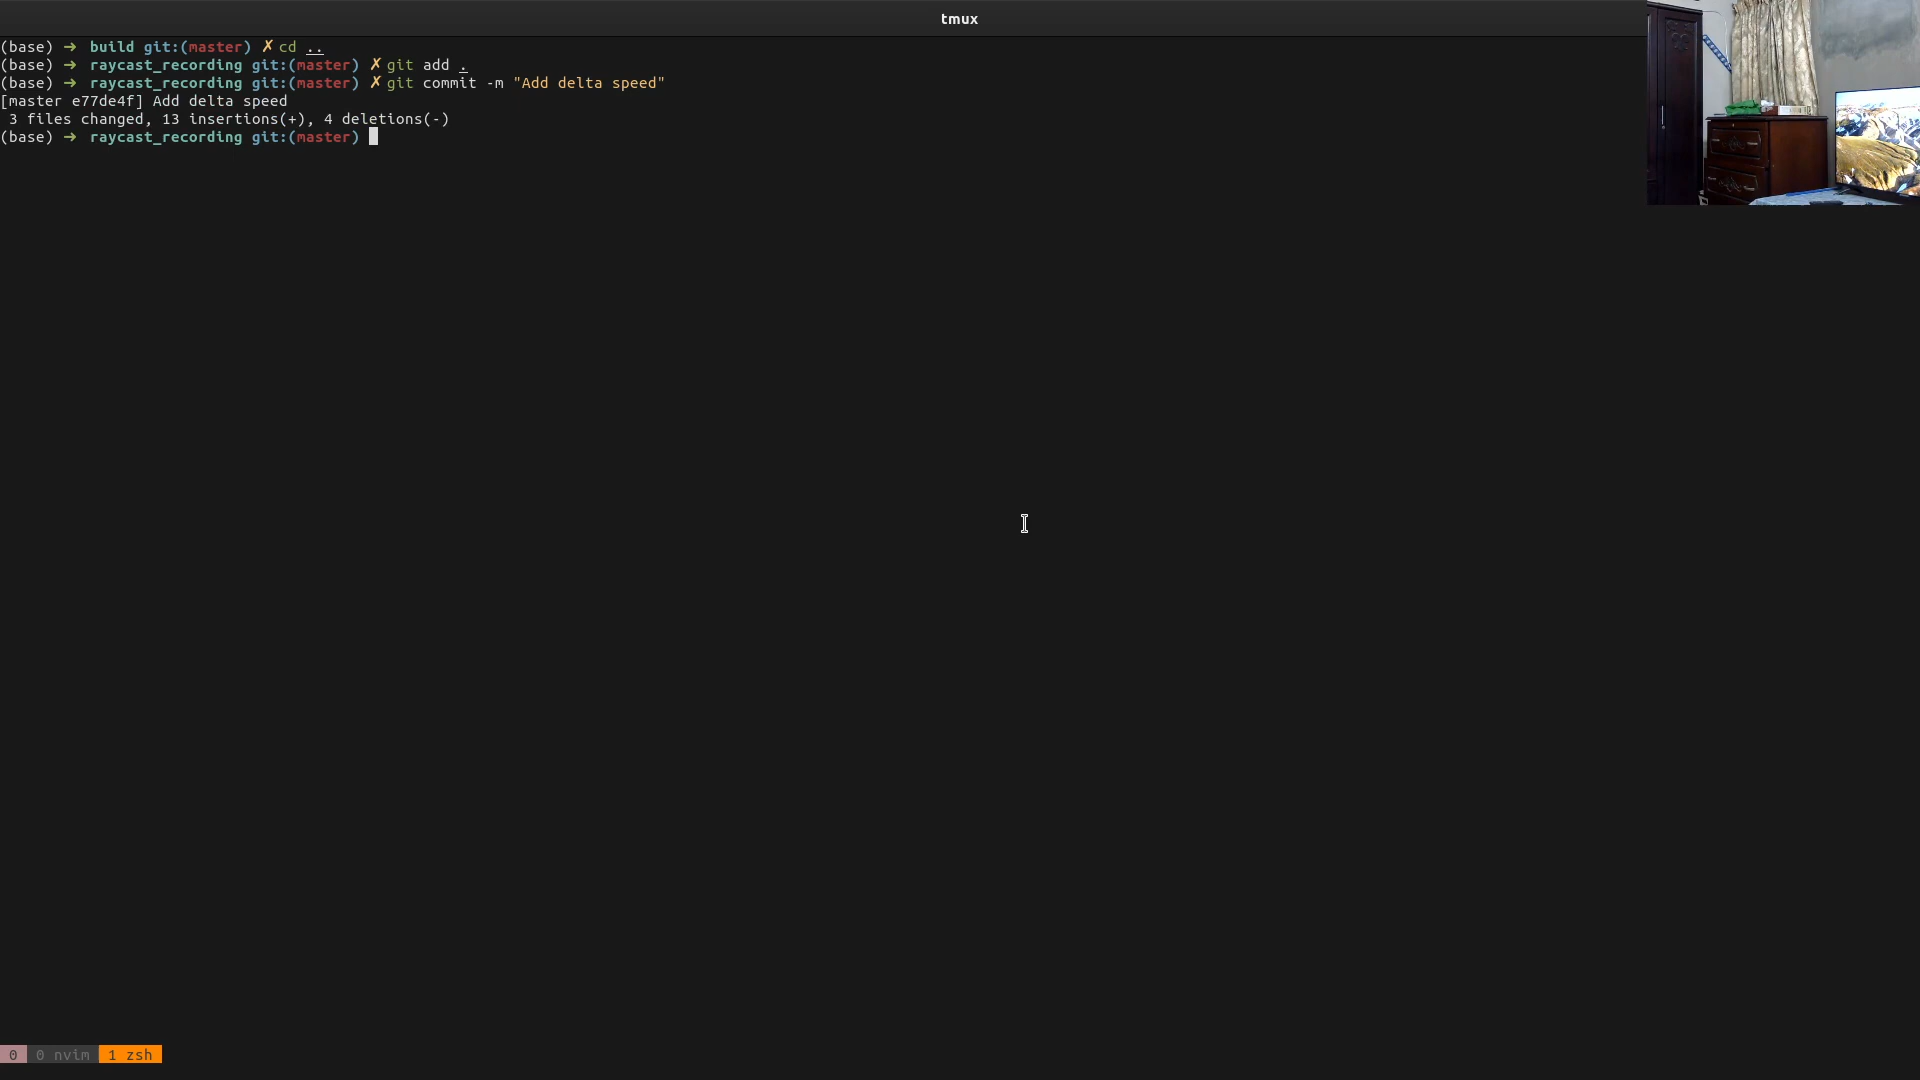 tmux
(base) ➜ build git:(master) ✗ cd ..
(base) ➜ raycast_recording git:(master) ✗ git add .
(base) ➜ raycast_recording git:(master) ✗ git commit -m "Add delta speed"
[master e77de4f] Add delta speed
3 files changed, 13 insertions(+), 4 deletions(-)
(base) ➜ raycast_recording git:(master)
0 0 nvim 1 zsh